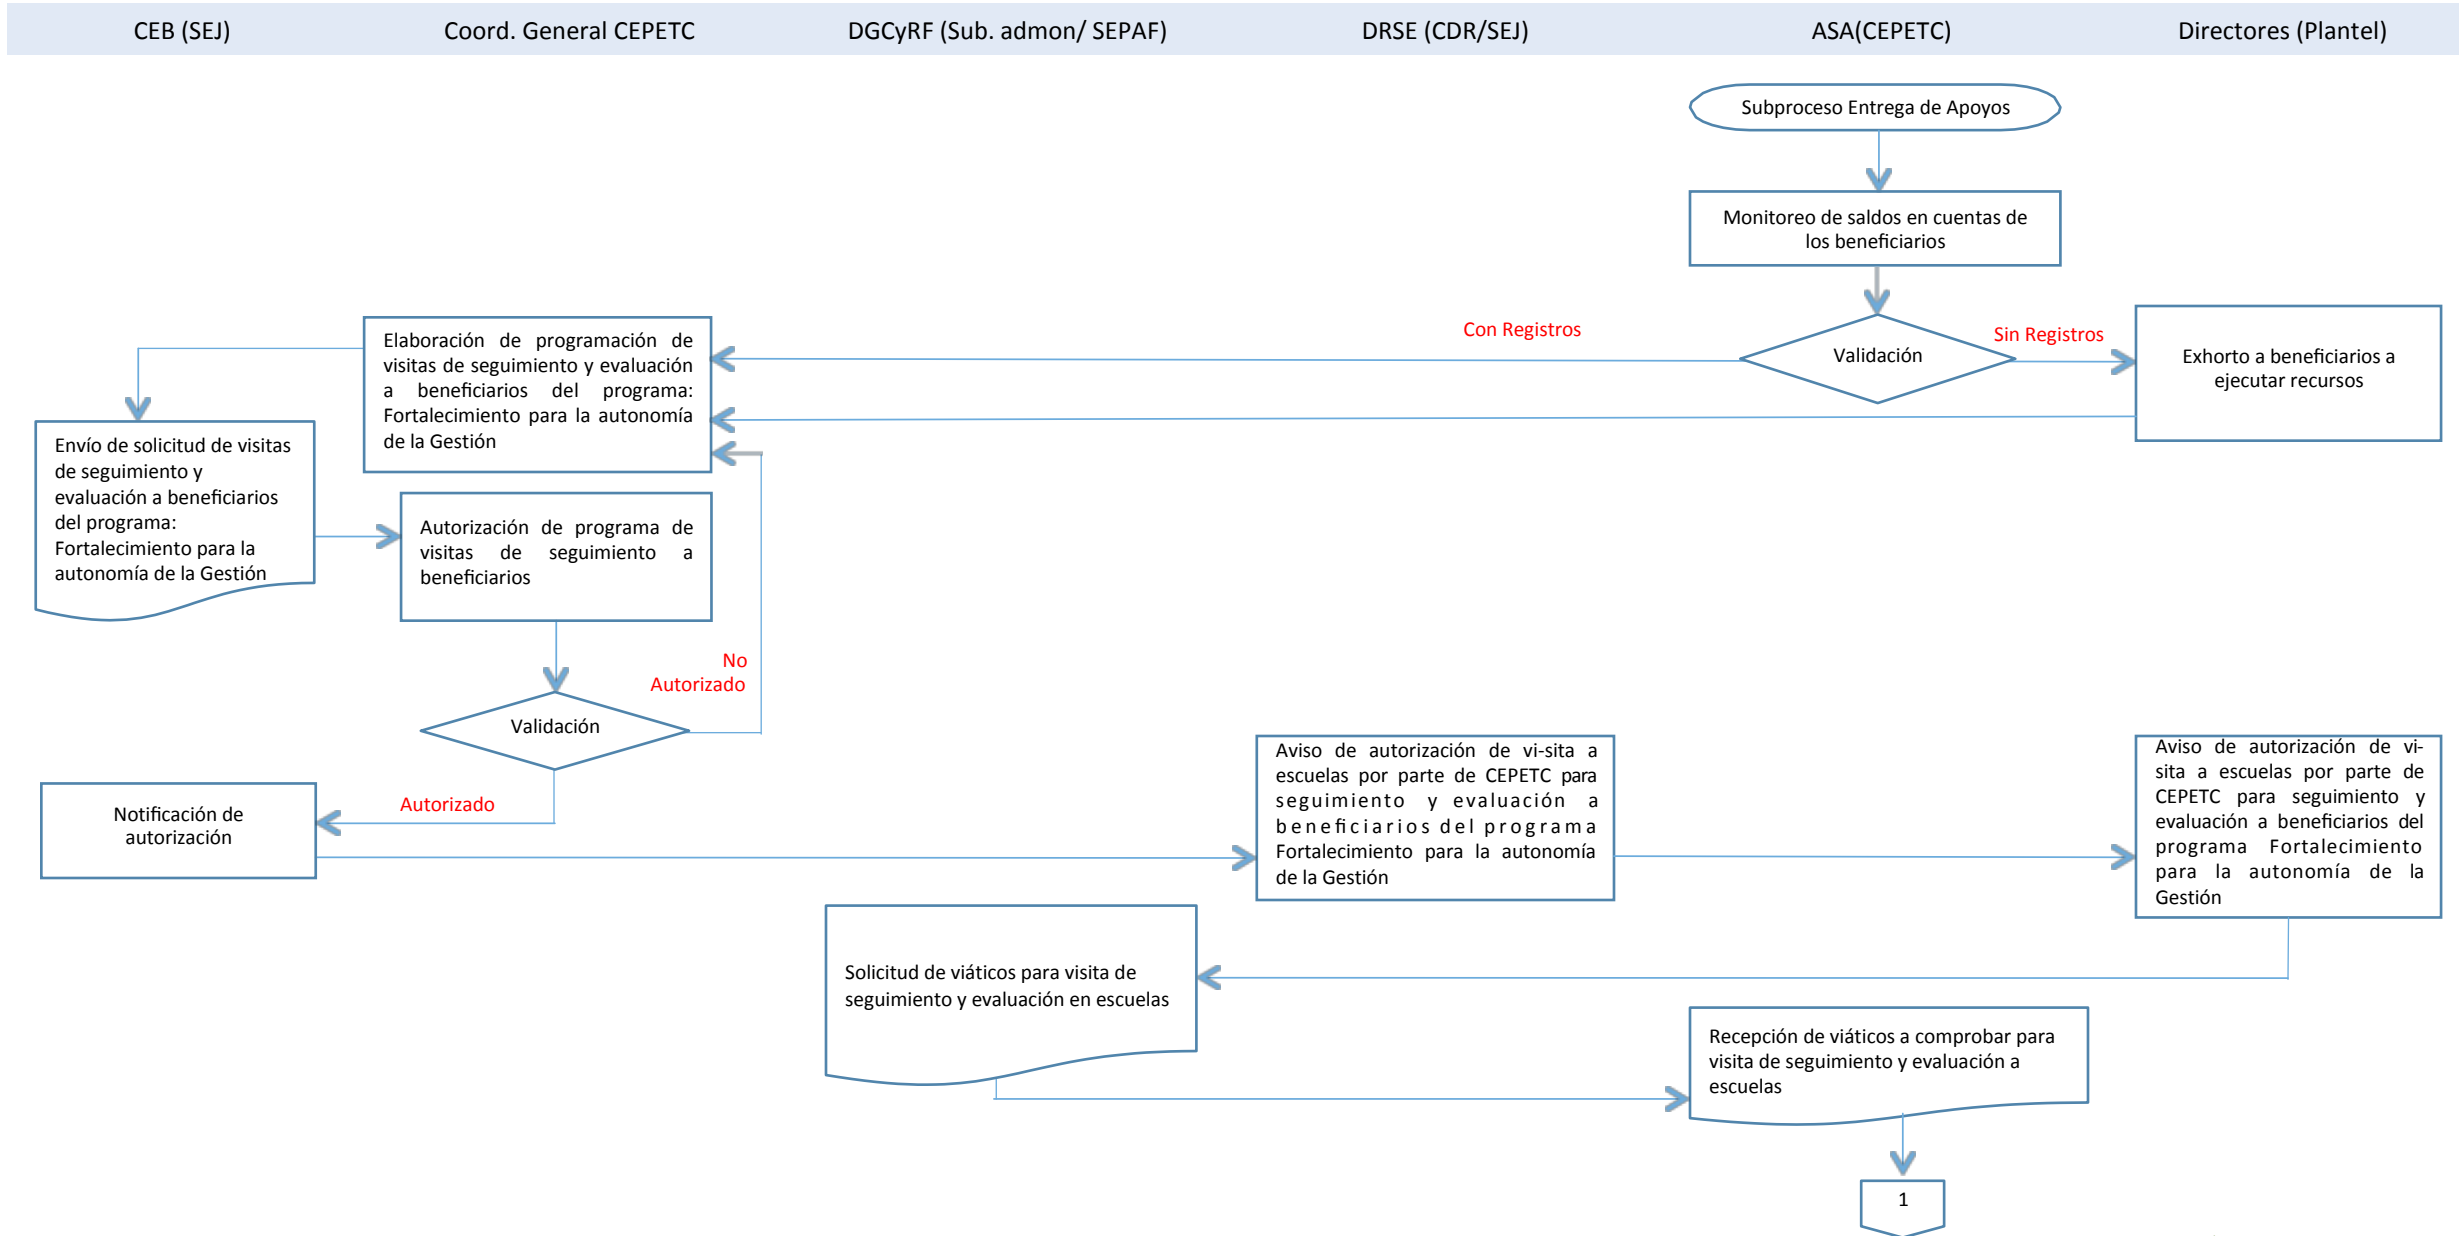 CEB (SEJ)
Coord. General CEPETC
DGCyRF (Sub. admon/ SEPAF)
DRSE (CDR/SEJ)
ASA(CEPETC)
Directores (Plantel)
Subproceso Entrega de Apoyos
Monitoreo de saldos en cuentas de
los beneficiarios
Validación
Con Registros
Sin Registros
Exhorto a beneficiarios a
ejecutar recursos
Elaboración de programación de
visitas de seguimiento y evaluación
a beneficiarios del programa:
Fortalecimiento para la autonomía
de la Gestión
Envío de solicitud de visitas
de seguimiento y
evaluación a beneficiarios
del programa:
Fortalecimiento para la
autonomía de la Gestión
Autorización de programa de
visitas de seguimiento a
beneficiarios
No
Autorizado
Validación
Autorizado
Notificación de
autorización
Aviso de autorización de vi-sita a
escuelas por parte de CEPETC para
seguimiento y evaluación a
beneficiarios del programa
Fortalecimiento para la autonomía
de la Gestión
Aviso de autorización de vi-
sita a escuelas por parte de
CEPETC para seguimiento y
evaluación a beneficiarios del
programa Fortalecimiento
para la autonomía de la
Gestión
Solicitud de viáticos para visita de
seguimiento y evaluación en escuelas
Recepción de viáticos a comprobar para
visita de seguimiento y evaluación a
escuelas
1